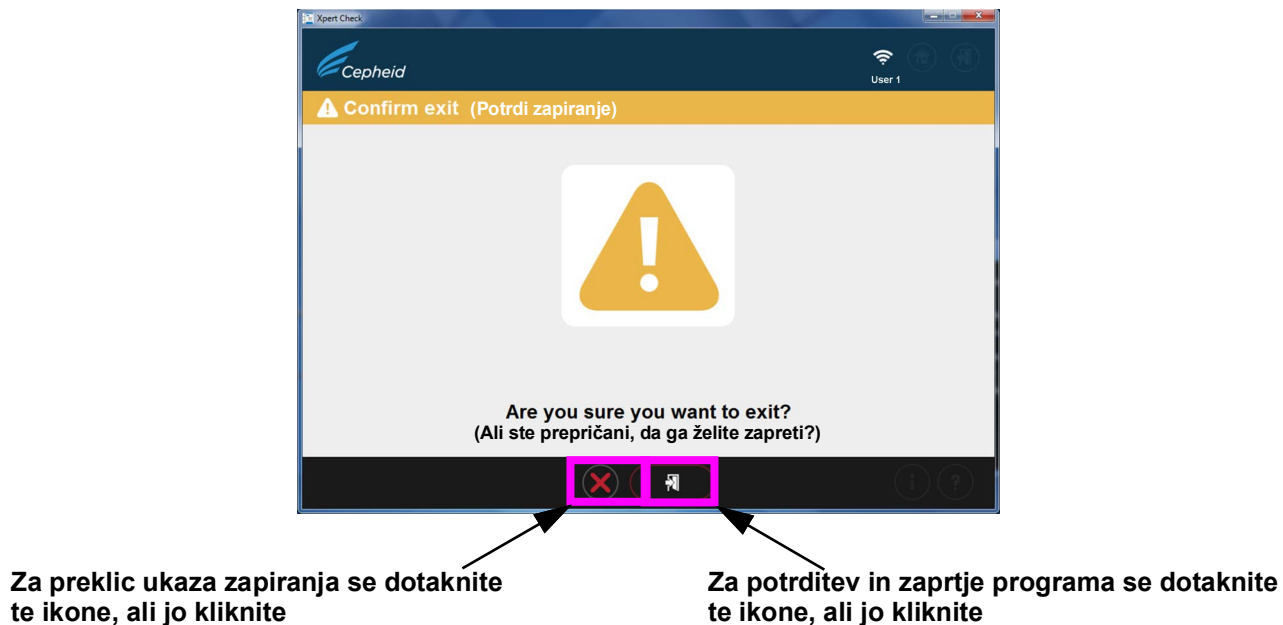 Xpert Check
Cepheid
User 1
Confirm exit (Potrdi zapiranje)
Are you sure you want to exit?
(Ali ste prepričani, da ga želite zapreti?)
i ?
Za preklic ukaza zapiranja se dotaknite
te ikone, ali jo kliknite
Za potrditev in zaprtje programa se dotaknite
te ikone, ali jo kliknite